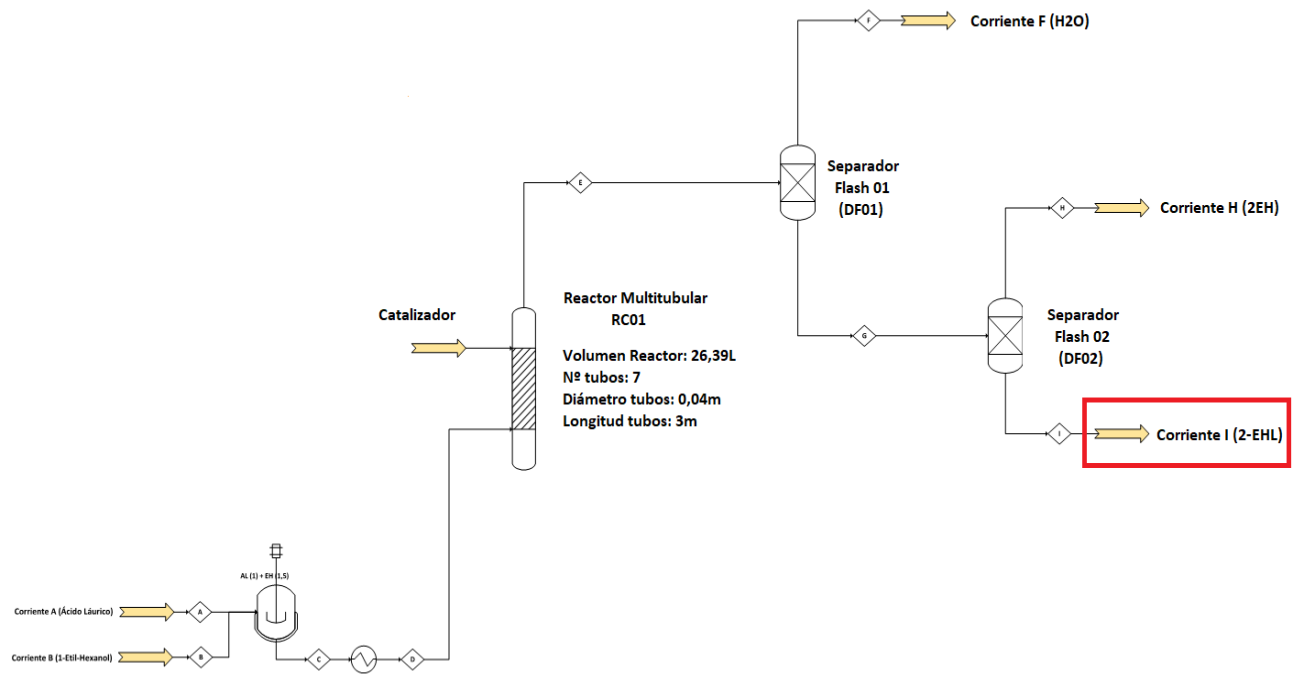 F
Corriente F (H2O)
Separador
Flash 01
(DF01)
E
H
Corriente H (2EH)
Reactor Multitubular
RC01
Catalizador
Volumen Reactor: 26,39L
Nº tubos: 7
Diámetro tubos: 0,04m
Longitud tubos: 3m
G
Separador
Flash 02
(DF02)
I
Corriente I (2-EHL)
AL (1) + EH (1,5)
Corriente A (Ácido Láurico)
A
Corriente B (1-Etil-Hexanol)
B
C
D